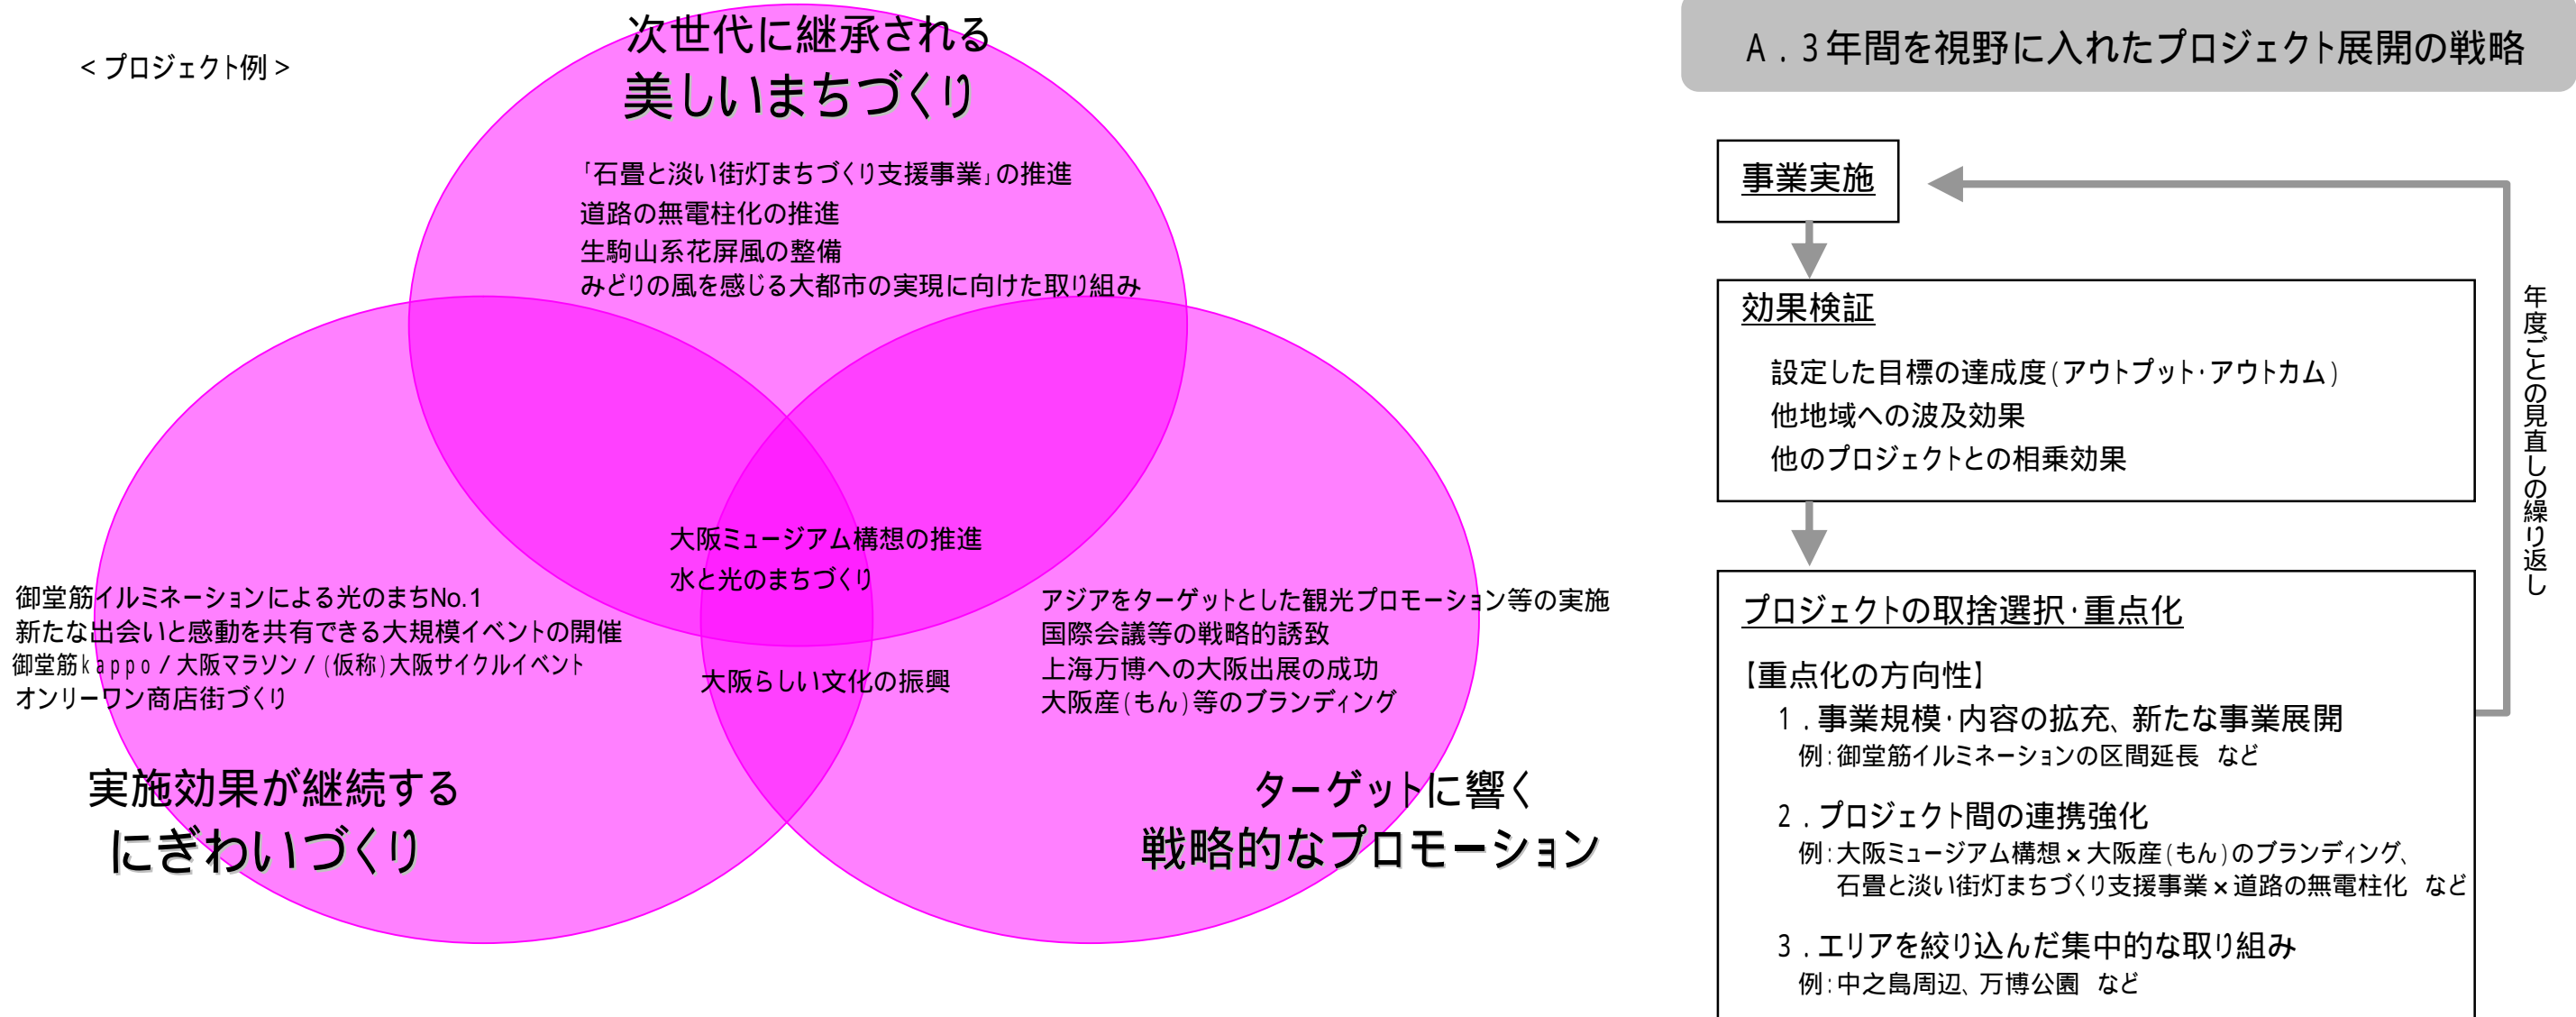 <プロジェクト例>
次世代に継承される
美しいまちづくり
「石畳と淡い街灯まちづくり支援事業」の推進
道路の無電柱化の推進
生駒山系花屏風の整備
みどりの風を感じる大都市の実現に向けた取り組み
大阪ミュージアム構想の推進
水と光のまちづくり
御堂筋イルミネーションによる光のまちNo.1
新たな出会いと感動を共有できる大規模イベントの開催
御堂筋kappo/大阪マラソン/(仮称)大阪サイクルイベント
オンリーワン商店街づくり
大阪らしい文化の振興
アジアをターゲットとした観光プロモーション等の実施
国際会議等の戦略的誘致
上海万博への大阪出展の成功
大阪産(もん)等のブランディング
実施効果が継続する
にぎわいづくり
ターゲットに響く
戦略的なプロモーション
A.3年間を視野に入れたプロジェクト展開の戦略
事業実施
効果検証
設定した目標の達成度(アウトプット・アウトカム)
他地域への波及効果
他のプロジェクトとの相乗効果
プロジェクトの取捨選択・重点化
【重点化の方向性】
1.事業規模・内容の拡充、新たな事業展開
例:御堂筋イルミネーションの区間延長 など
2.プロジェクト間の連携強化
例:大阪ミュージアム構想×大阪産(もん)のブランディング、
石畳と淡い街灯まちづくり支援事業×道路の無電柱化 など
3.エリアを絞り込んだ集中的な取り組み
例:中之島周辺、万博公園 など
年度ごとの見直しの繰り返し